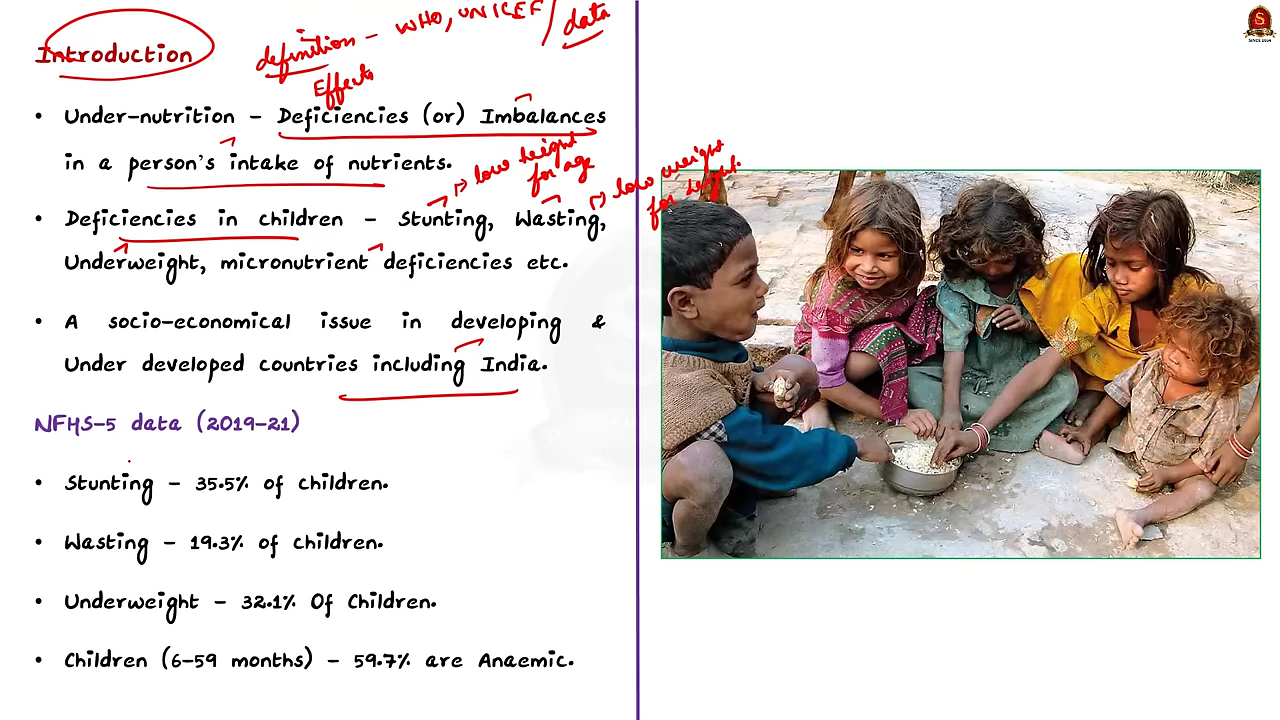 Introduction
definition - WHO, UNICEF / data
Effects
• Under-nutrition - Deficiencies (or) Imbalances
in a person's intake of nutrients.
↳ low height
for age
↳ low weight
for height.
• Deficiencies in children - Stunting, Wasting,
Underweight, micronutrient deficiencies etc.
• A socio-economical issue in developing &
Under developed countries including India.
NFHS-5 data (2019-21)
• Stunting - 35.5% of children.
• Wasting - 19.3% of children.
• Underweight - 32.1% Of Children.
• Children (6-59 months) - 59.7% are Anaemic.
S
SINCE 2004